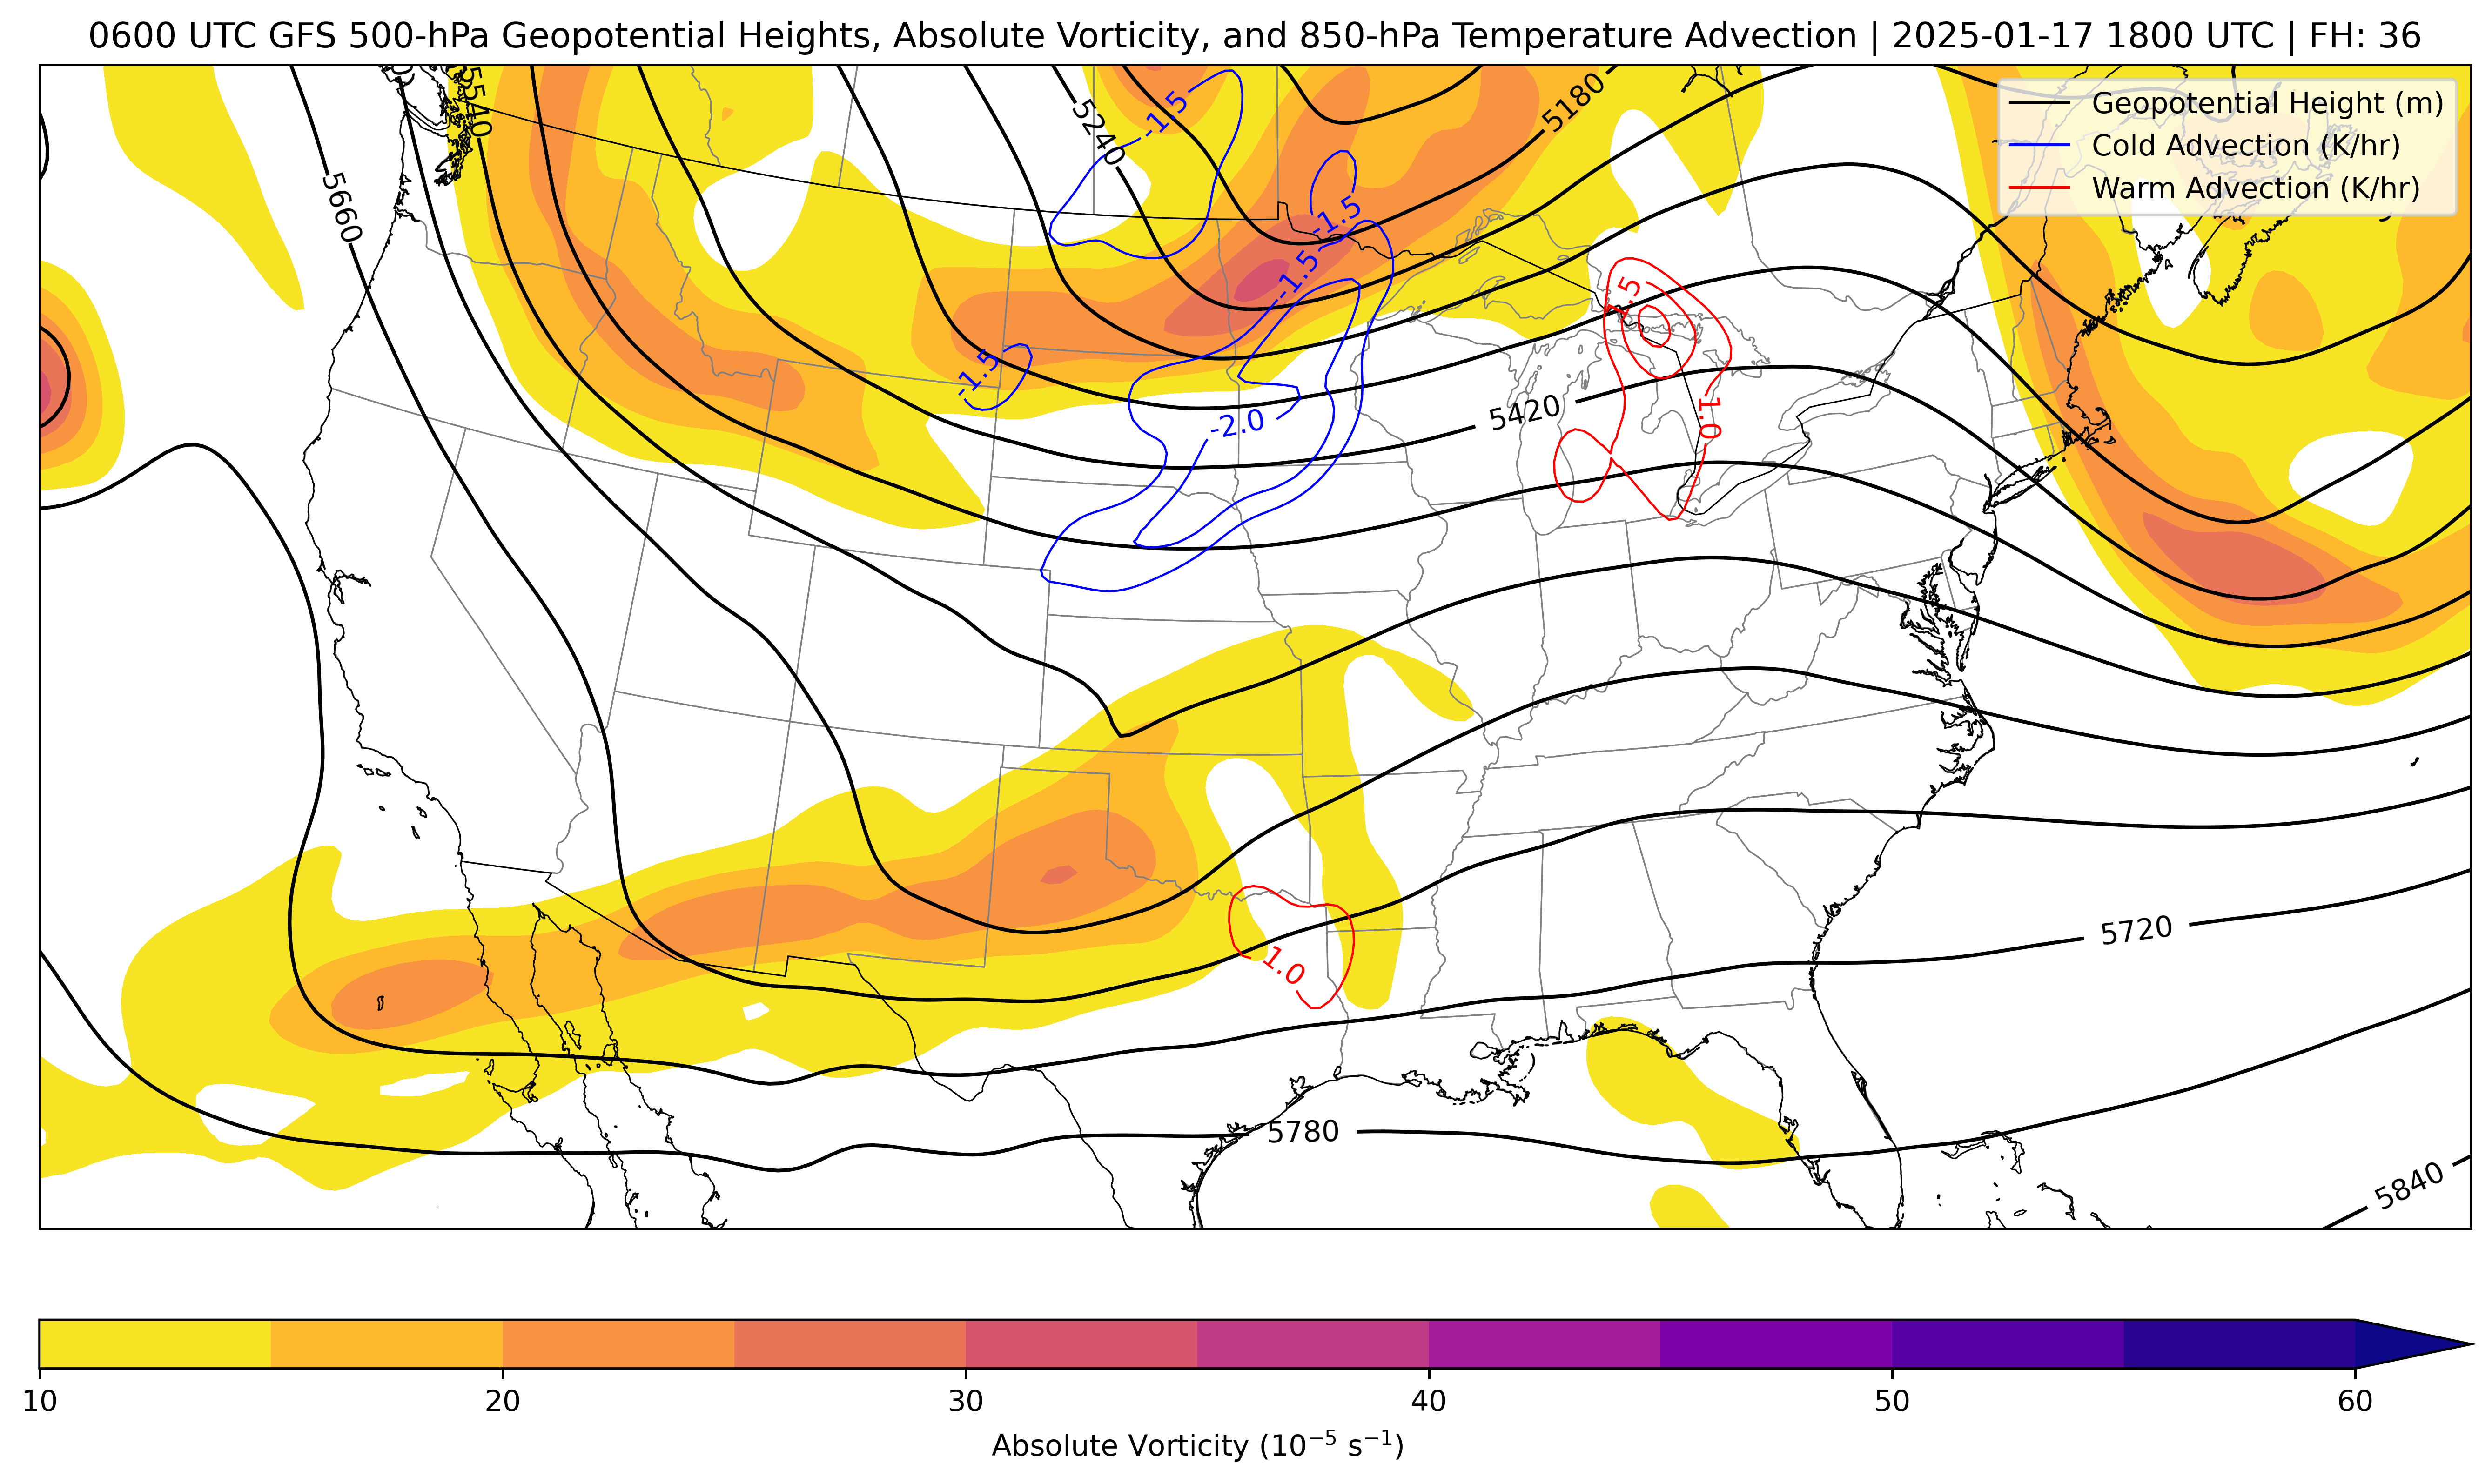 0600 UTC GFS 500-hPa Geopotential Heights, Absolute Vorticity, and 850-hPa Temperature Advection | 2025-01-17 1800 UTC | FH: 36
Geopotential Height (m)
Cold Advection (K/hr)
Warm Advection (K/hr)
5540
5660
5240
5180
-1.5
-1.5
-1.5
-1.5
-2.0
1.5
1.0
5420
1.0
5720
5780
5840
10 20 30 40 50 60
Absolute Vorticity (10⁻⁵ s⁻¹)